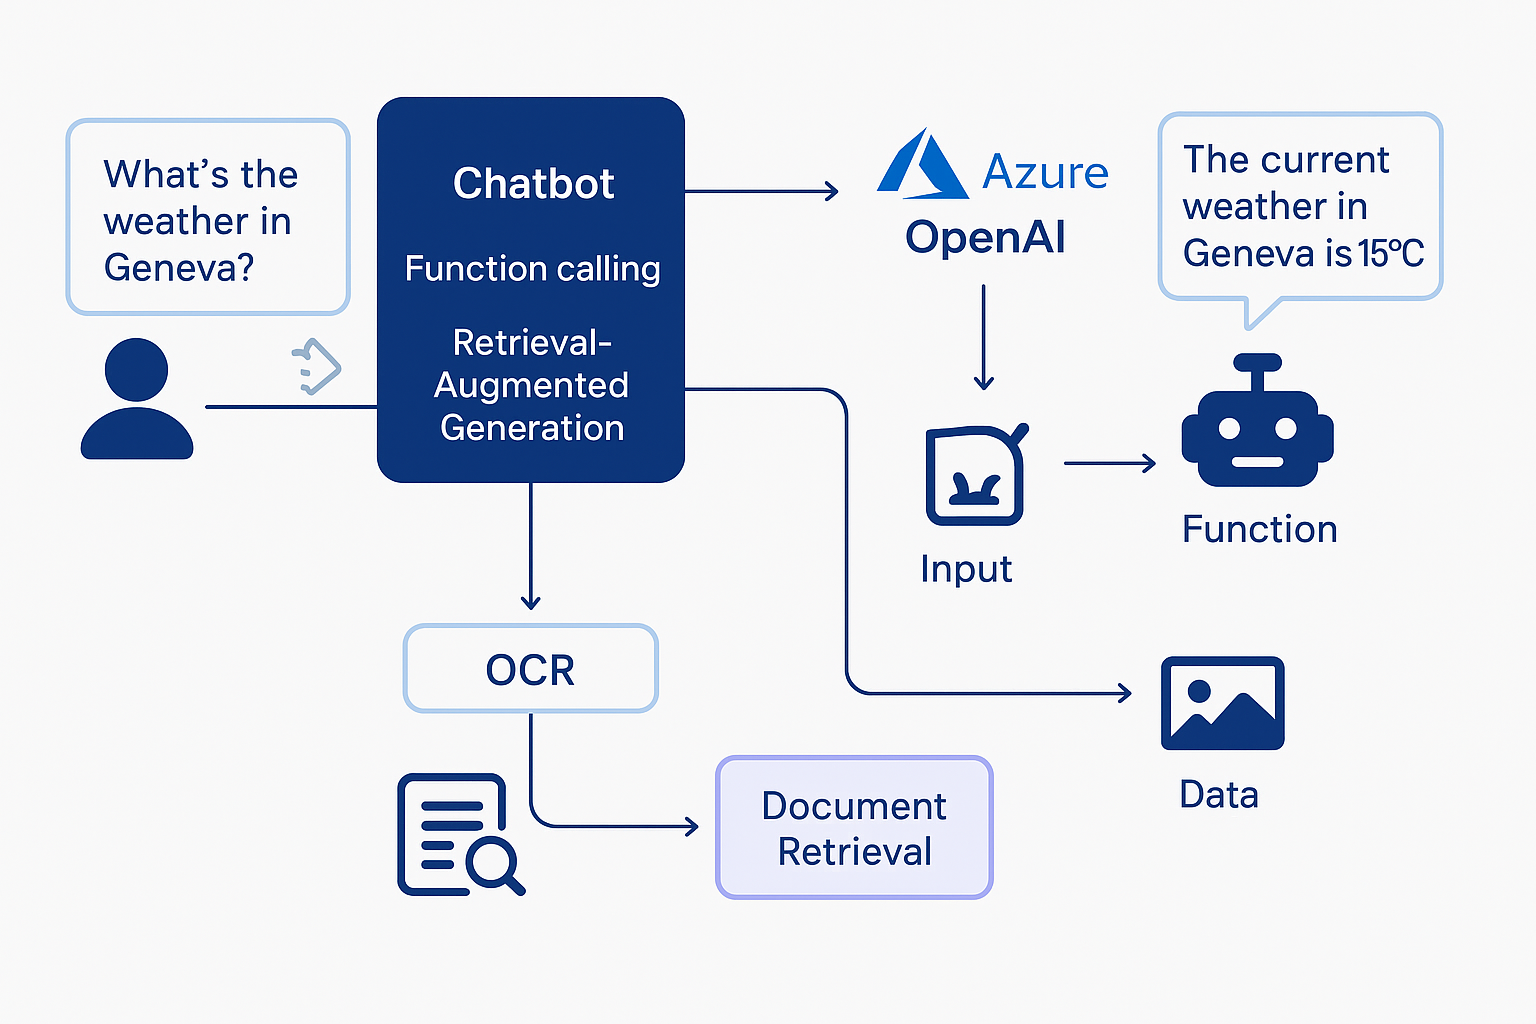 What’s the
weather in
Geneva?
Chatbot
Function calling
Retrieval-
Augmented
Generation
Azure
OpenAI
The current
weather in
Geneva is 15°C
Input
Function
OCR
Data
Document
Retrieval